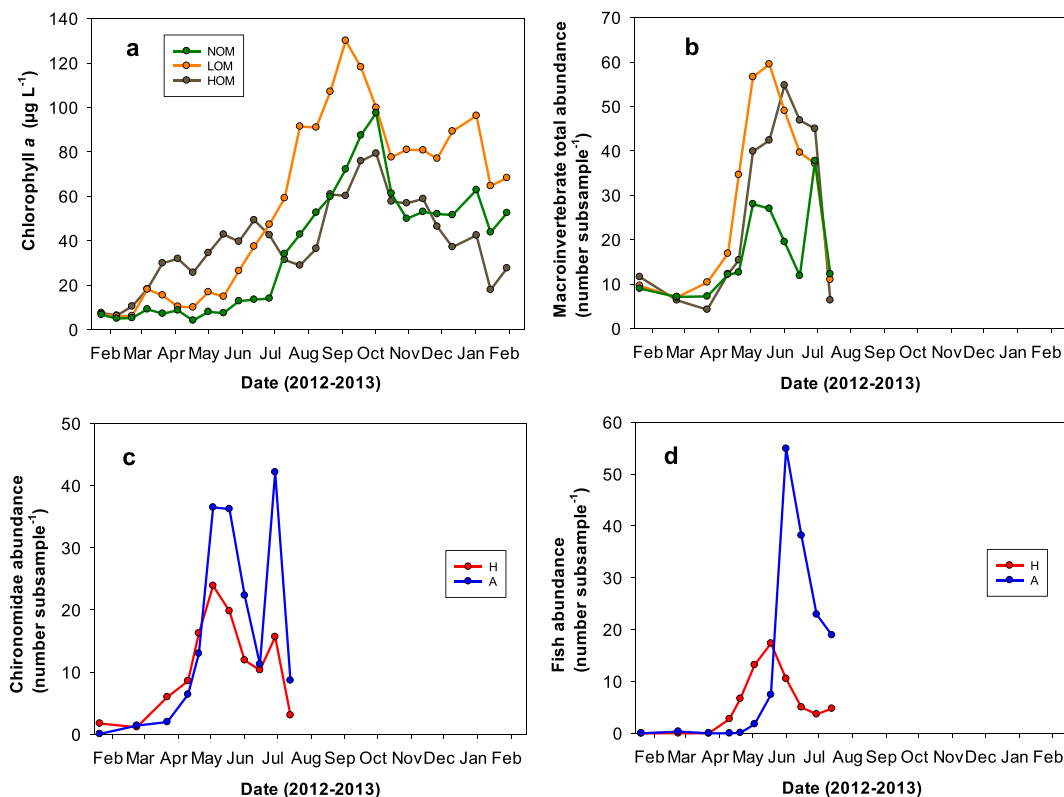 a
NOM
LOM
HOM
Chlorophyll a (µg L-1)
140
120
100
80
60
40
20
0
Feb Mar Apr May Jun Jul Aug Sep Oct Nov Dec Jan Feb
Date (2012-2013)
b
Macroinvertebrate total abundance
(number subsample-1)
70
60
50
40
30
20
10
0
Feb Mar Apr May Jun Jul Aug Sep Oct Nov Dec Jan Feb
Date (2012-2013)
c
H
A
Chironomidae abundance
(number subsample-1)
50
40
30
20
10
0
Feb Mar Apr May Jun Jul Aug Sep Oct Nov Dec Jan Feb
Date (2012-2013)
d
H
A
Fish abundance
(number subsample-1)
60
50
40
30
20
10
0
Feb Mar Apr May Jun Jul Aug Sep Oct Nov Dec Jan Feb
Date (2012-2013)